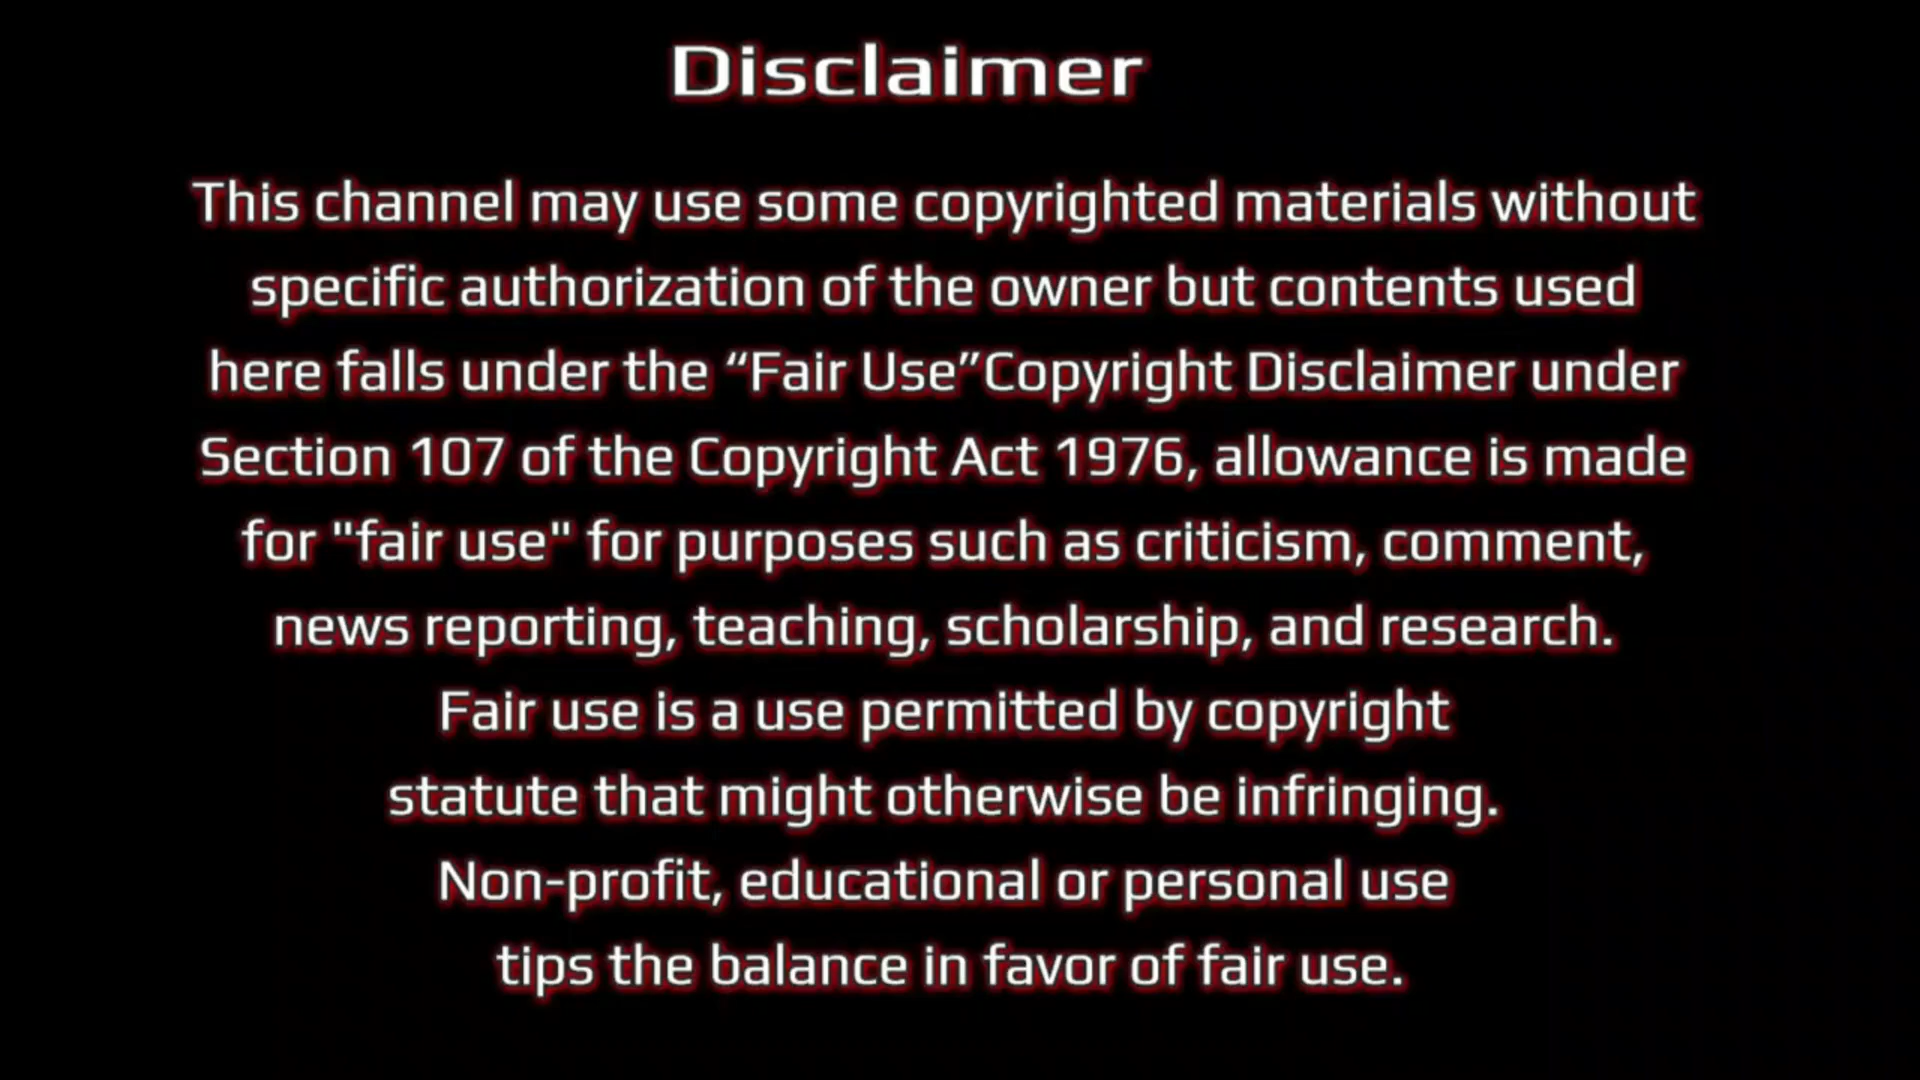 Disclaimer
This channel may use some copyrighted materials without
specific authorization of the owner but contents used
here falls under the “Fair Use”Copyright Disclaimer under
Section 107 of the Copyright Act 1976, allowance is made
for "fair use" for purposes such as criticism, comment,
news reporting, teaching, scholarship, and research.
Fair use is a use permitted by copyright
statute that might otherwise be infringing.
Non-profit, educational or personal use
tips the balance in favor of fair use.